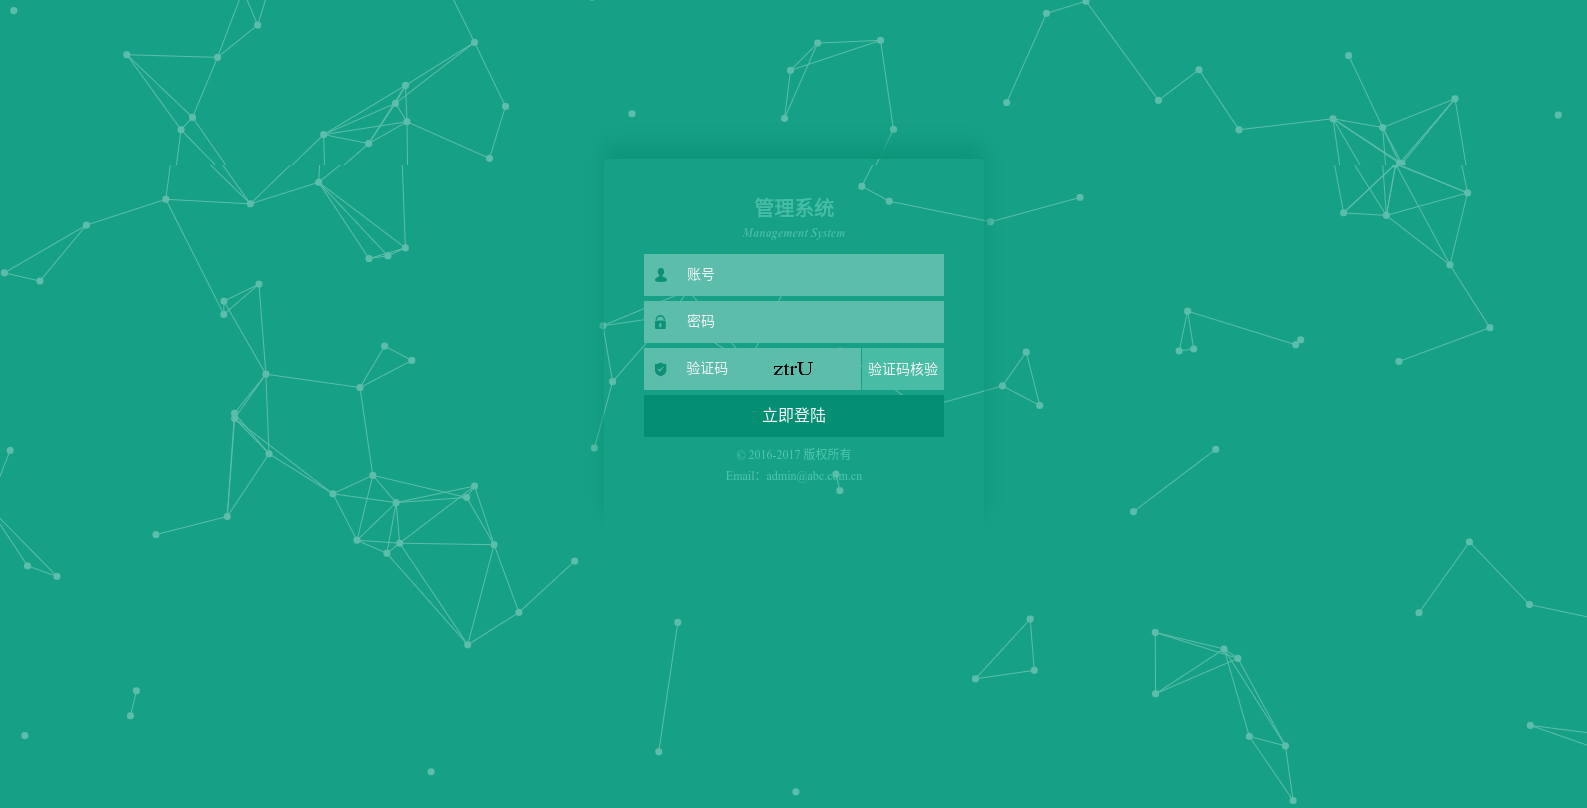 管理系统
Management System
账号
密码
验证码 ztrU 验证码核验
立即登陆
© 2016-2017 版权所有
Email：admin@abc.com.cn